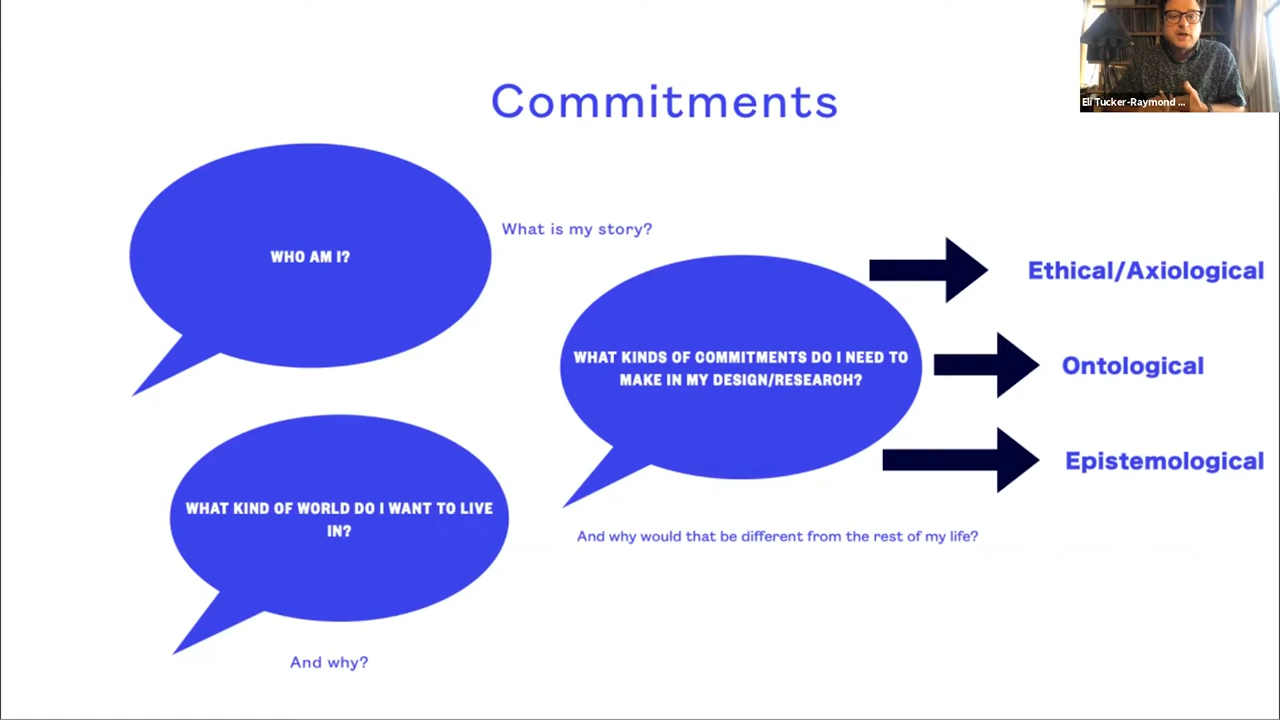 Commitments
Eli Tucker-Raymond ...
WHO AM I?
What is my story?
WHAT KINDS OF COMMITMENTS DO I NEED TO
MAKE IN MY DESIGN/RESEARCH?
Ethical/Axiological
Ontological
Epistemological
And why would that be different from the rest of my life?
WHAT KIND OF WORLD DO I WANT TO LIVE
IN?
And why?